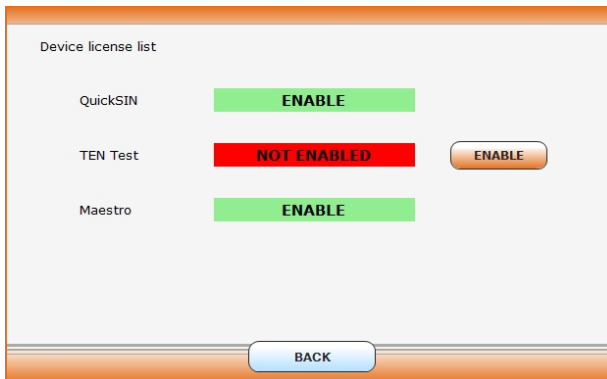 Device license list
QuickSIN ENABLE
TEN Test NOT ENABLED ENABLE
Maestro ENABLE
BACK